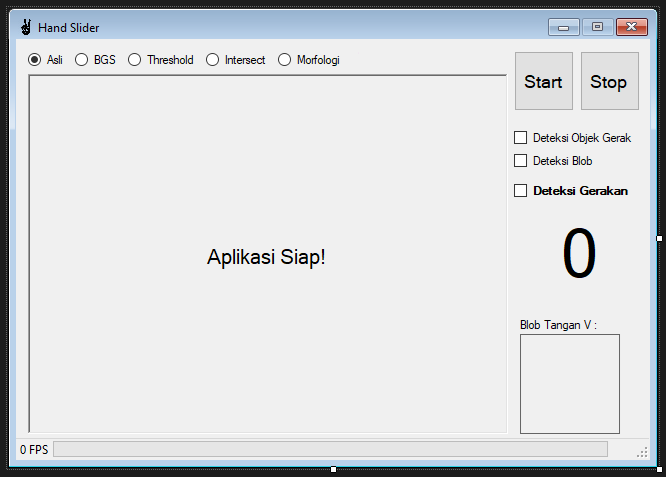 Hand Slider
Asli BGS Threshold Intersect Morfologi
Start Stop
Deteksi Objek Gerak
Deteksi Blob
Deteksi Gerakan
0
Aplikasi Siap!
Blob Tangan V :
0 FPS